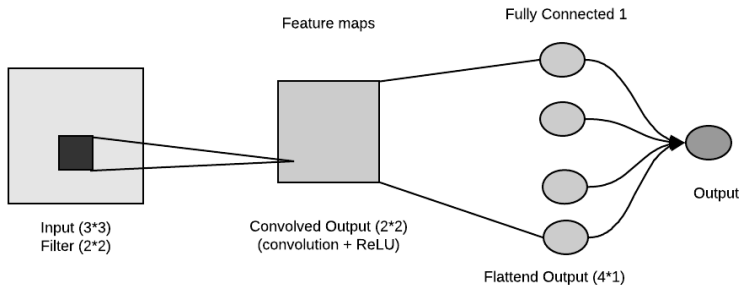 Feature maps
Fully Connected 1
Input (3*3)
Filter (2*2)
Convolved Output (2*2)
(convolution + ReLU)
Flattend Output (4*1)
Output